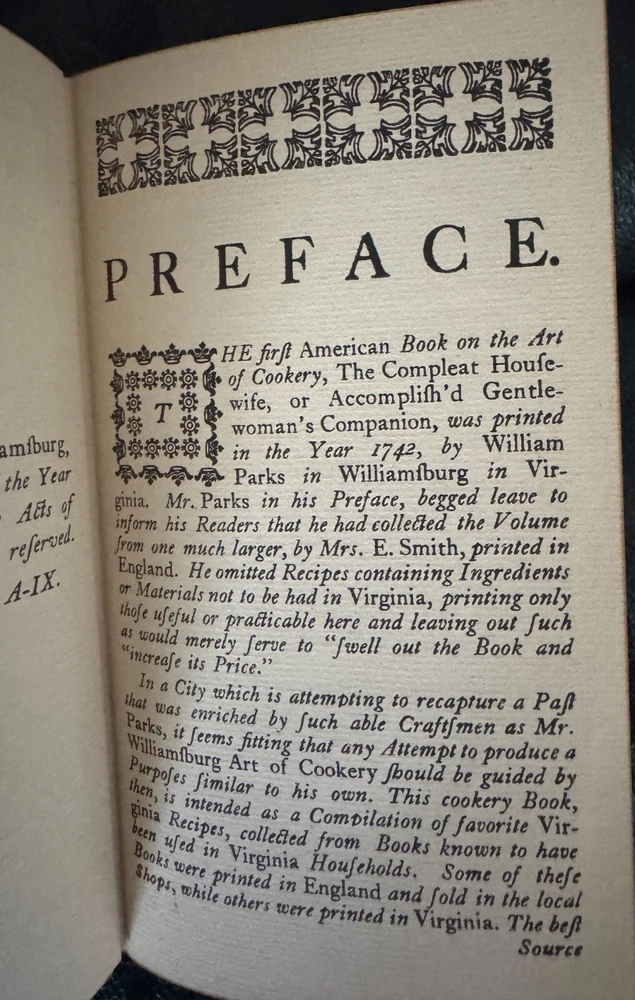 amſburg,
the Year
Acts of
reſerved.
A-IX.
PREFACE.
THE firſt American Book on the Art
of Cookery, The Compleat Houſe-
wife, or Accompliſh'd Gentle-
woman's Companion, was printed
in the Year 1742, by William
Parks in Williamſburg in Vir-
ginia. Mr. Parks in his Preface, begged leave to
inform his Readers that he had collected the Volume
from one much larger, by Mrs. E. Smith, printed in
England. He omitted Recipes containing Ingredients
or Materials not to be had in Virginia, printing only
thoſe uſeful or practicable here and leaving out ſuch
as would merely ſerve to "ſwell out the Book and
"increaſe its Price."
In a City which is attempting to recapture a Paſt
that was enriched by ſuch able Craftſmen as Mr.
Parks, it ſeems fitting that any Attempt to produce a
Williamſburg Art of Cookery ſhould be guided by
Purpoſes ſimilar to his own. This cookery Book,
then, is intended as a Compilation of favorite Vir-
ginia Recipes, collected from Books known to have
been uſed in Virginia Houſeholds. Some of theſe
Books were printed in England and ſold in the local
Shops, while others were printed in Virginia. The beſt
Source